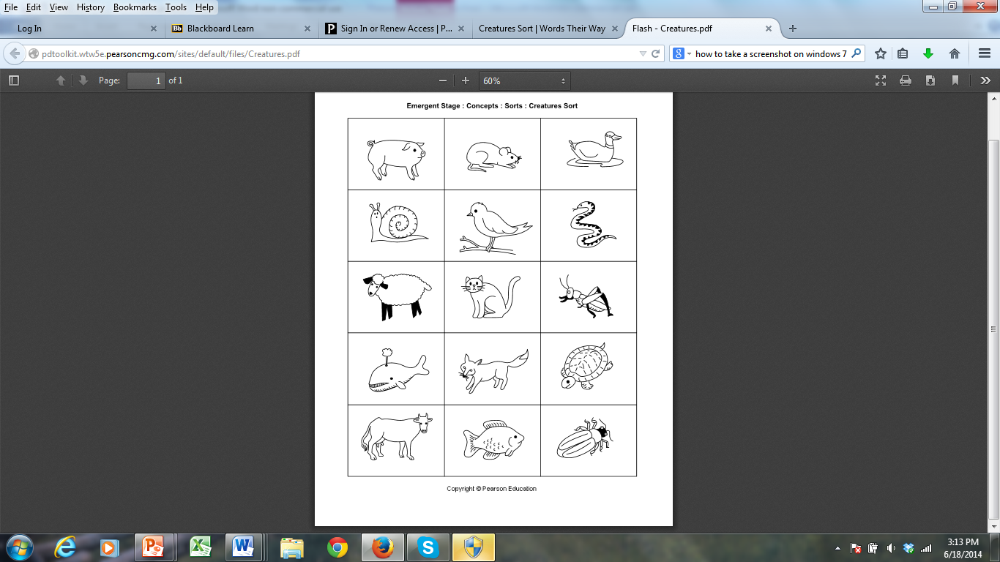 File Edit View History Bookmarks Tools Help
Log In
Bb Blackboard Learn
P Sign In or Renew Access | P...
Creatures Sort | Words Their Way
Flash - Creatures.pdf
pdtoolkit.wtw5e.pearsoncmg.com/sites/default/files/Creatures.pdf
8 how to take a screenshot on windows 7
Page: 1 of 1
60%
Emergent Stage : Concepts : Sorts : Creatures Sort
Copyright © Pearson Education
P X W S
3:13 PM
6/18/2014